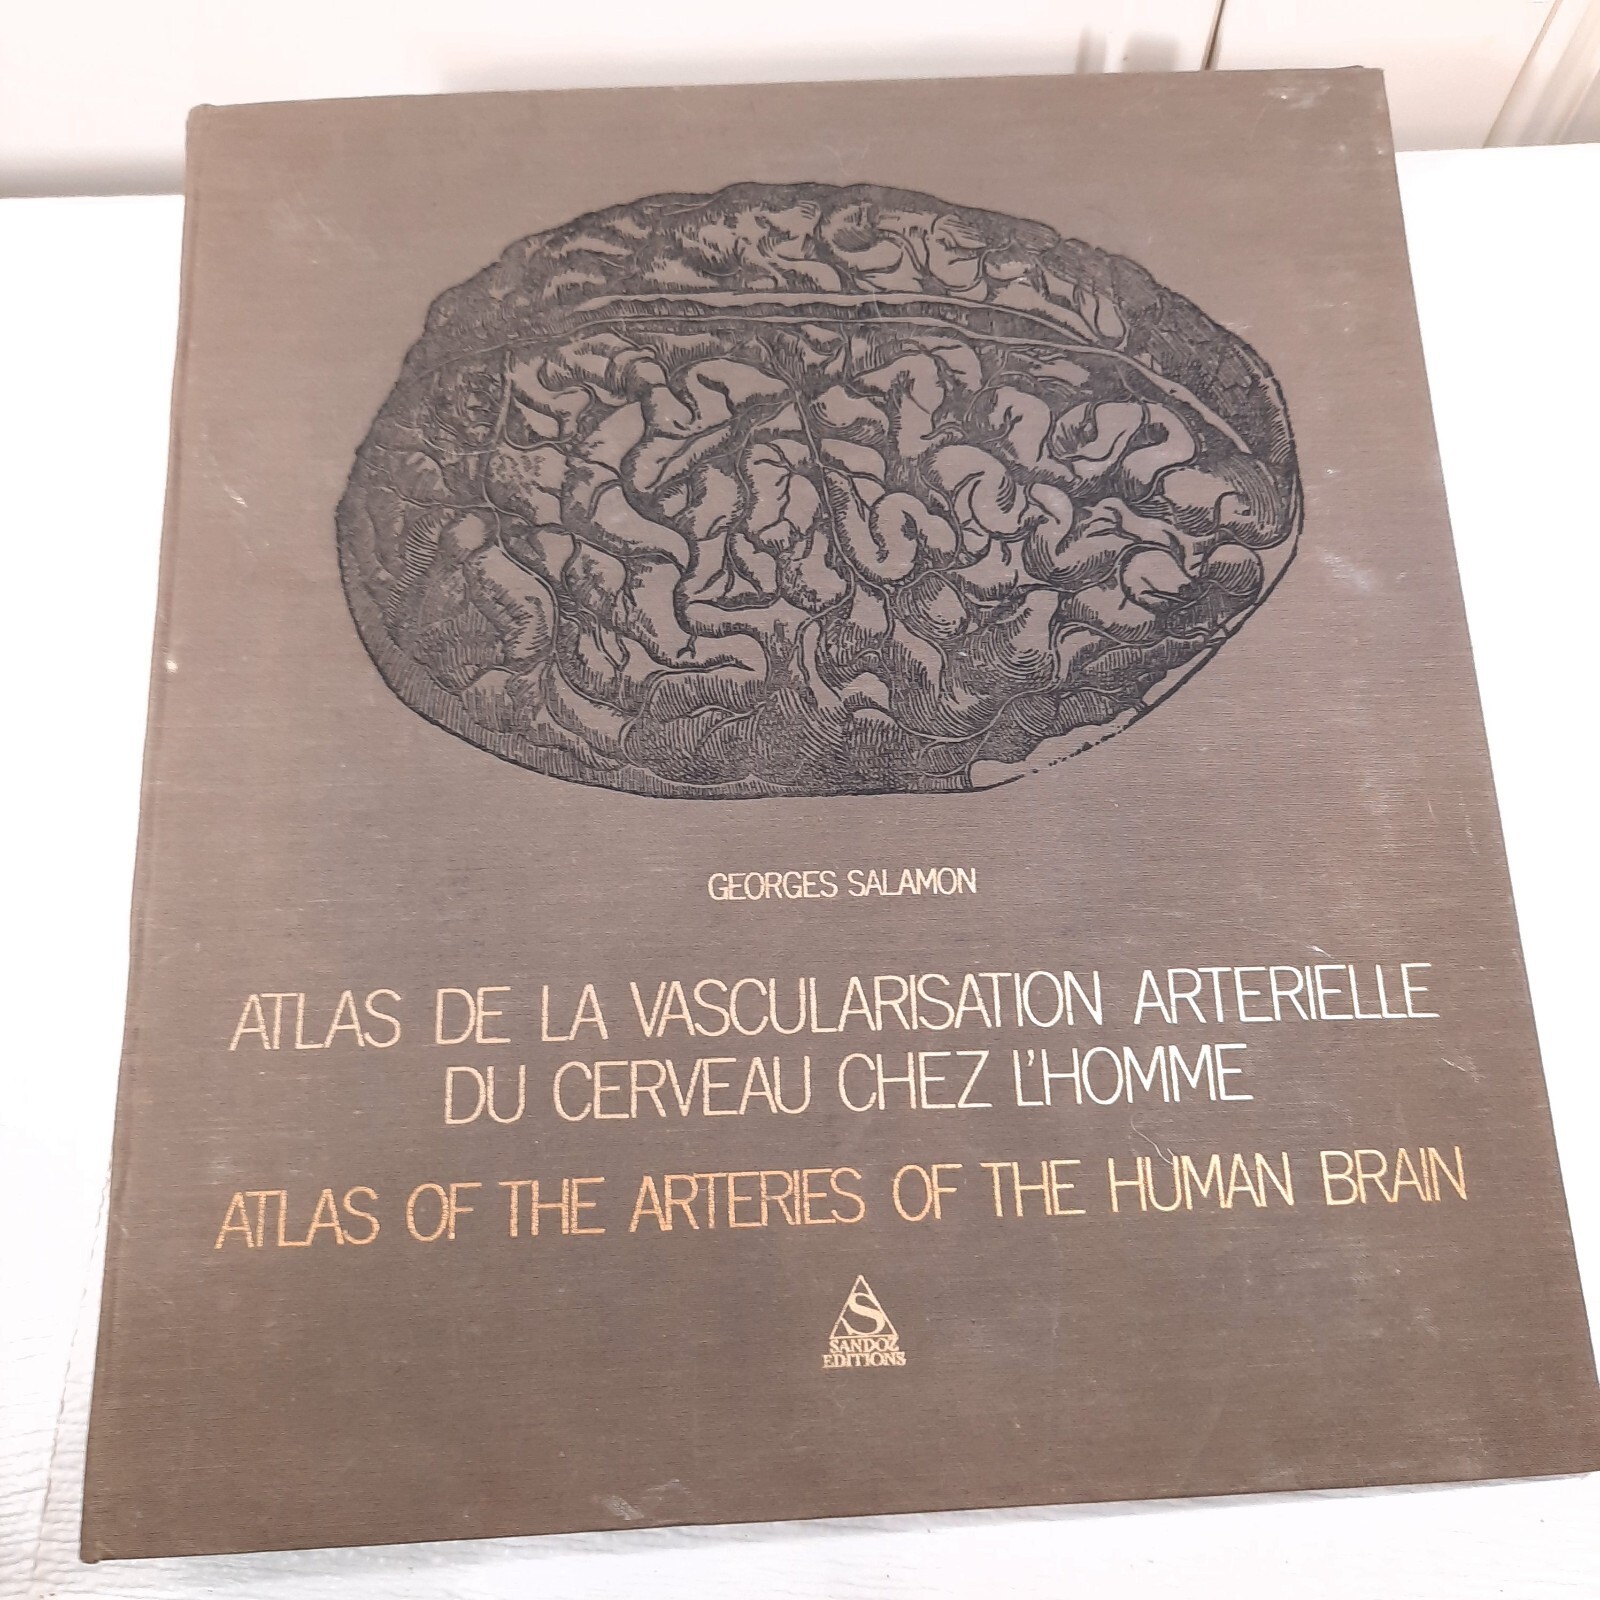 GEORGES SALAMON
ATLAS DE LA VASCULARISATION ARTERIELLE
DU CERVEAU CHEZ L'HOMME
ATLAS OF THE ARTERIES OF THE HUMAN BRAIN
S
SANDOZ
EDITIONS